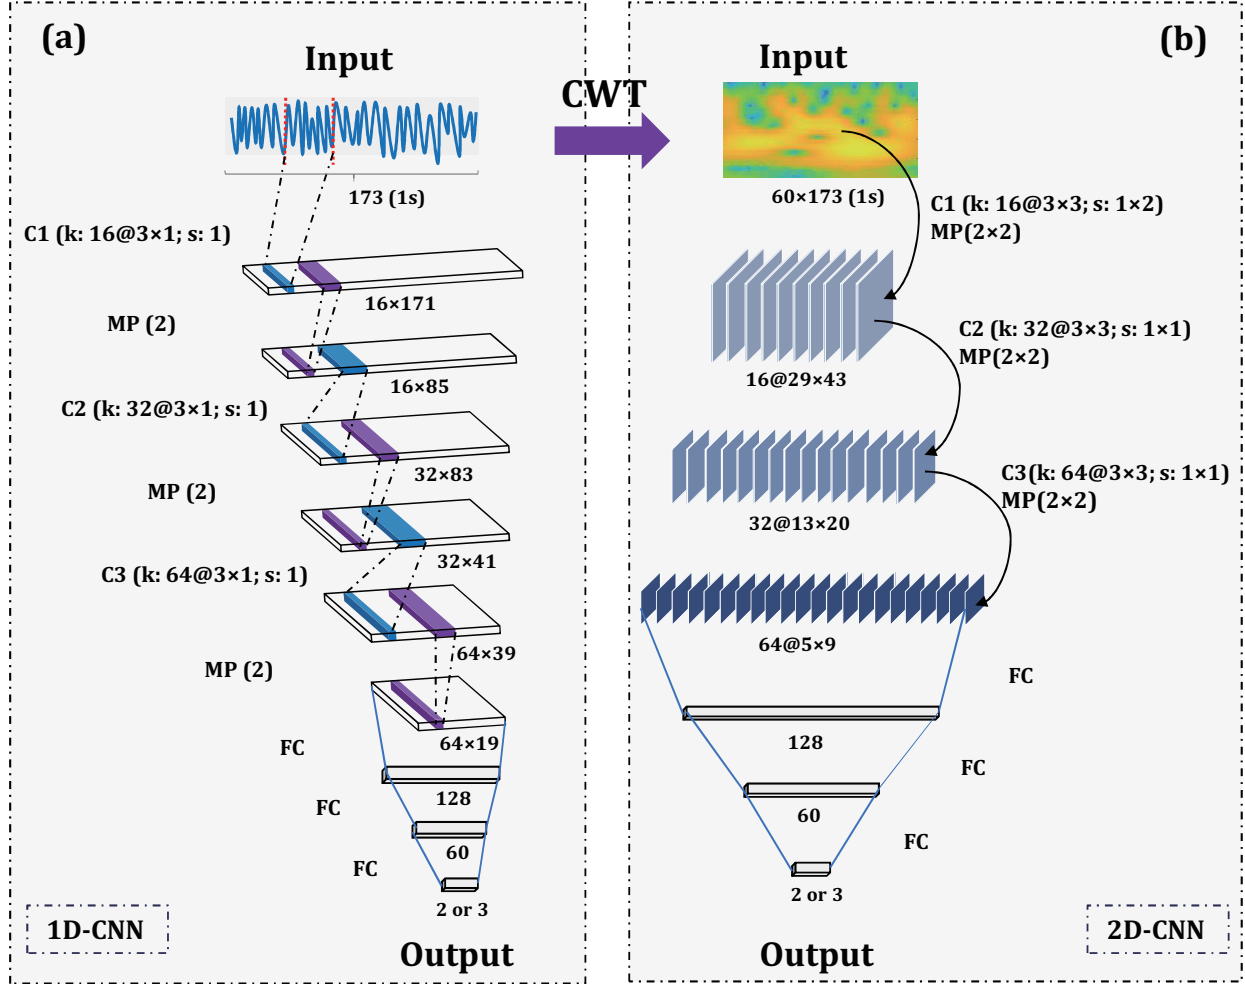 (a)
Input
173 (1s)
C1 (k: 16@3×1; s: 1)
16×171
MP (2)
16×85
C2 (k: 32@3×1; s: 1)
32×83
MP (2)
32×41
C3 (k: 64@3×1; s: 1)
64×39
MP (2)
64×19
FC
128
FC
60
FC
2 or 3
1D-CNN
Output
CWT
(b)
Input
60×173 (1s)
C1 (k: 16@3×3; s: 1×2)
MP(2×2)
16@29×43
C2 (k: 32@3×3; s: 1×1)
MP(2×2)
32@13×20
C3(k: 64@3×3; s: 1×1)
MP(2×2)
64@5×9
FC
128
FC
60
FC
2 or 3
2D-CNN
Output